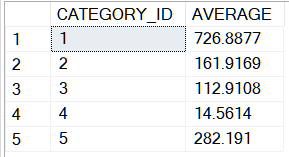 CATEGORY_ID AVERAGE
1 1 726.8877
2 2 161.9169
3 3 112.9108
4 4 14.5614
5 5 282.191